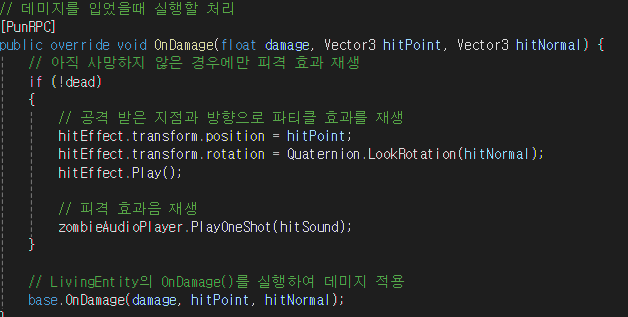 // 데미지를 입었을때 실행할 처리
[PunRPC]
public override void OnDamage(float damage, Vector3 hitPoint, Vector3 hitNormal) {
// 아직 사망하지 않은 경우에만 피격 효과 재생
if (!dead)
{
// 공격 받은 지점과 방향으로 파티클 효과를 재생
hitEffect.transform.position = hitPoint;
hitEffect.transform.rotation = Quaternion.LookRotation(hitNormal);
hitEffect.Play();
// 피격 효과음 재생
zombieAudioPlayer.PlayOneShot(hitSound);
}
// LivingEntity의 OnDamage()를 실행하여 데미지 적용
base.OnDamage(damage, hitPoint, hitNormal);